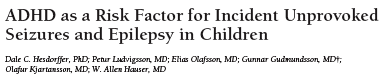 ADHD as a Risk Factor for Incident Unprovoked
Seizures and Epilepsy in Children
Dale C. Hesdorffer, PhD; Petur Ludvigsson, MD; Elias Olafsson, MD; Gunnar Gudmundsson, MD†;
Olafur Kjartansson, MD; W. Allen Hauser, MD